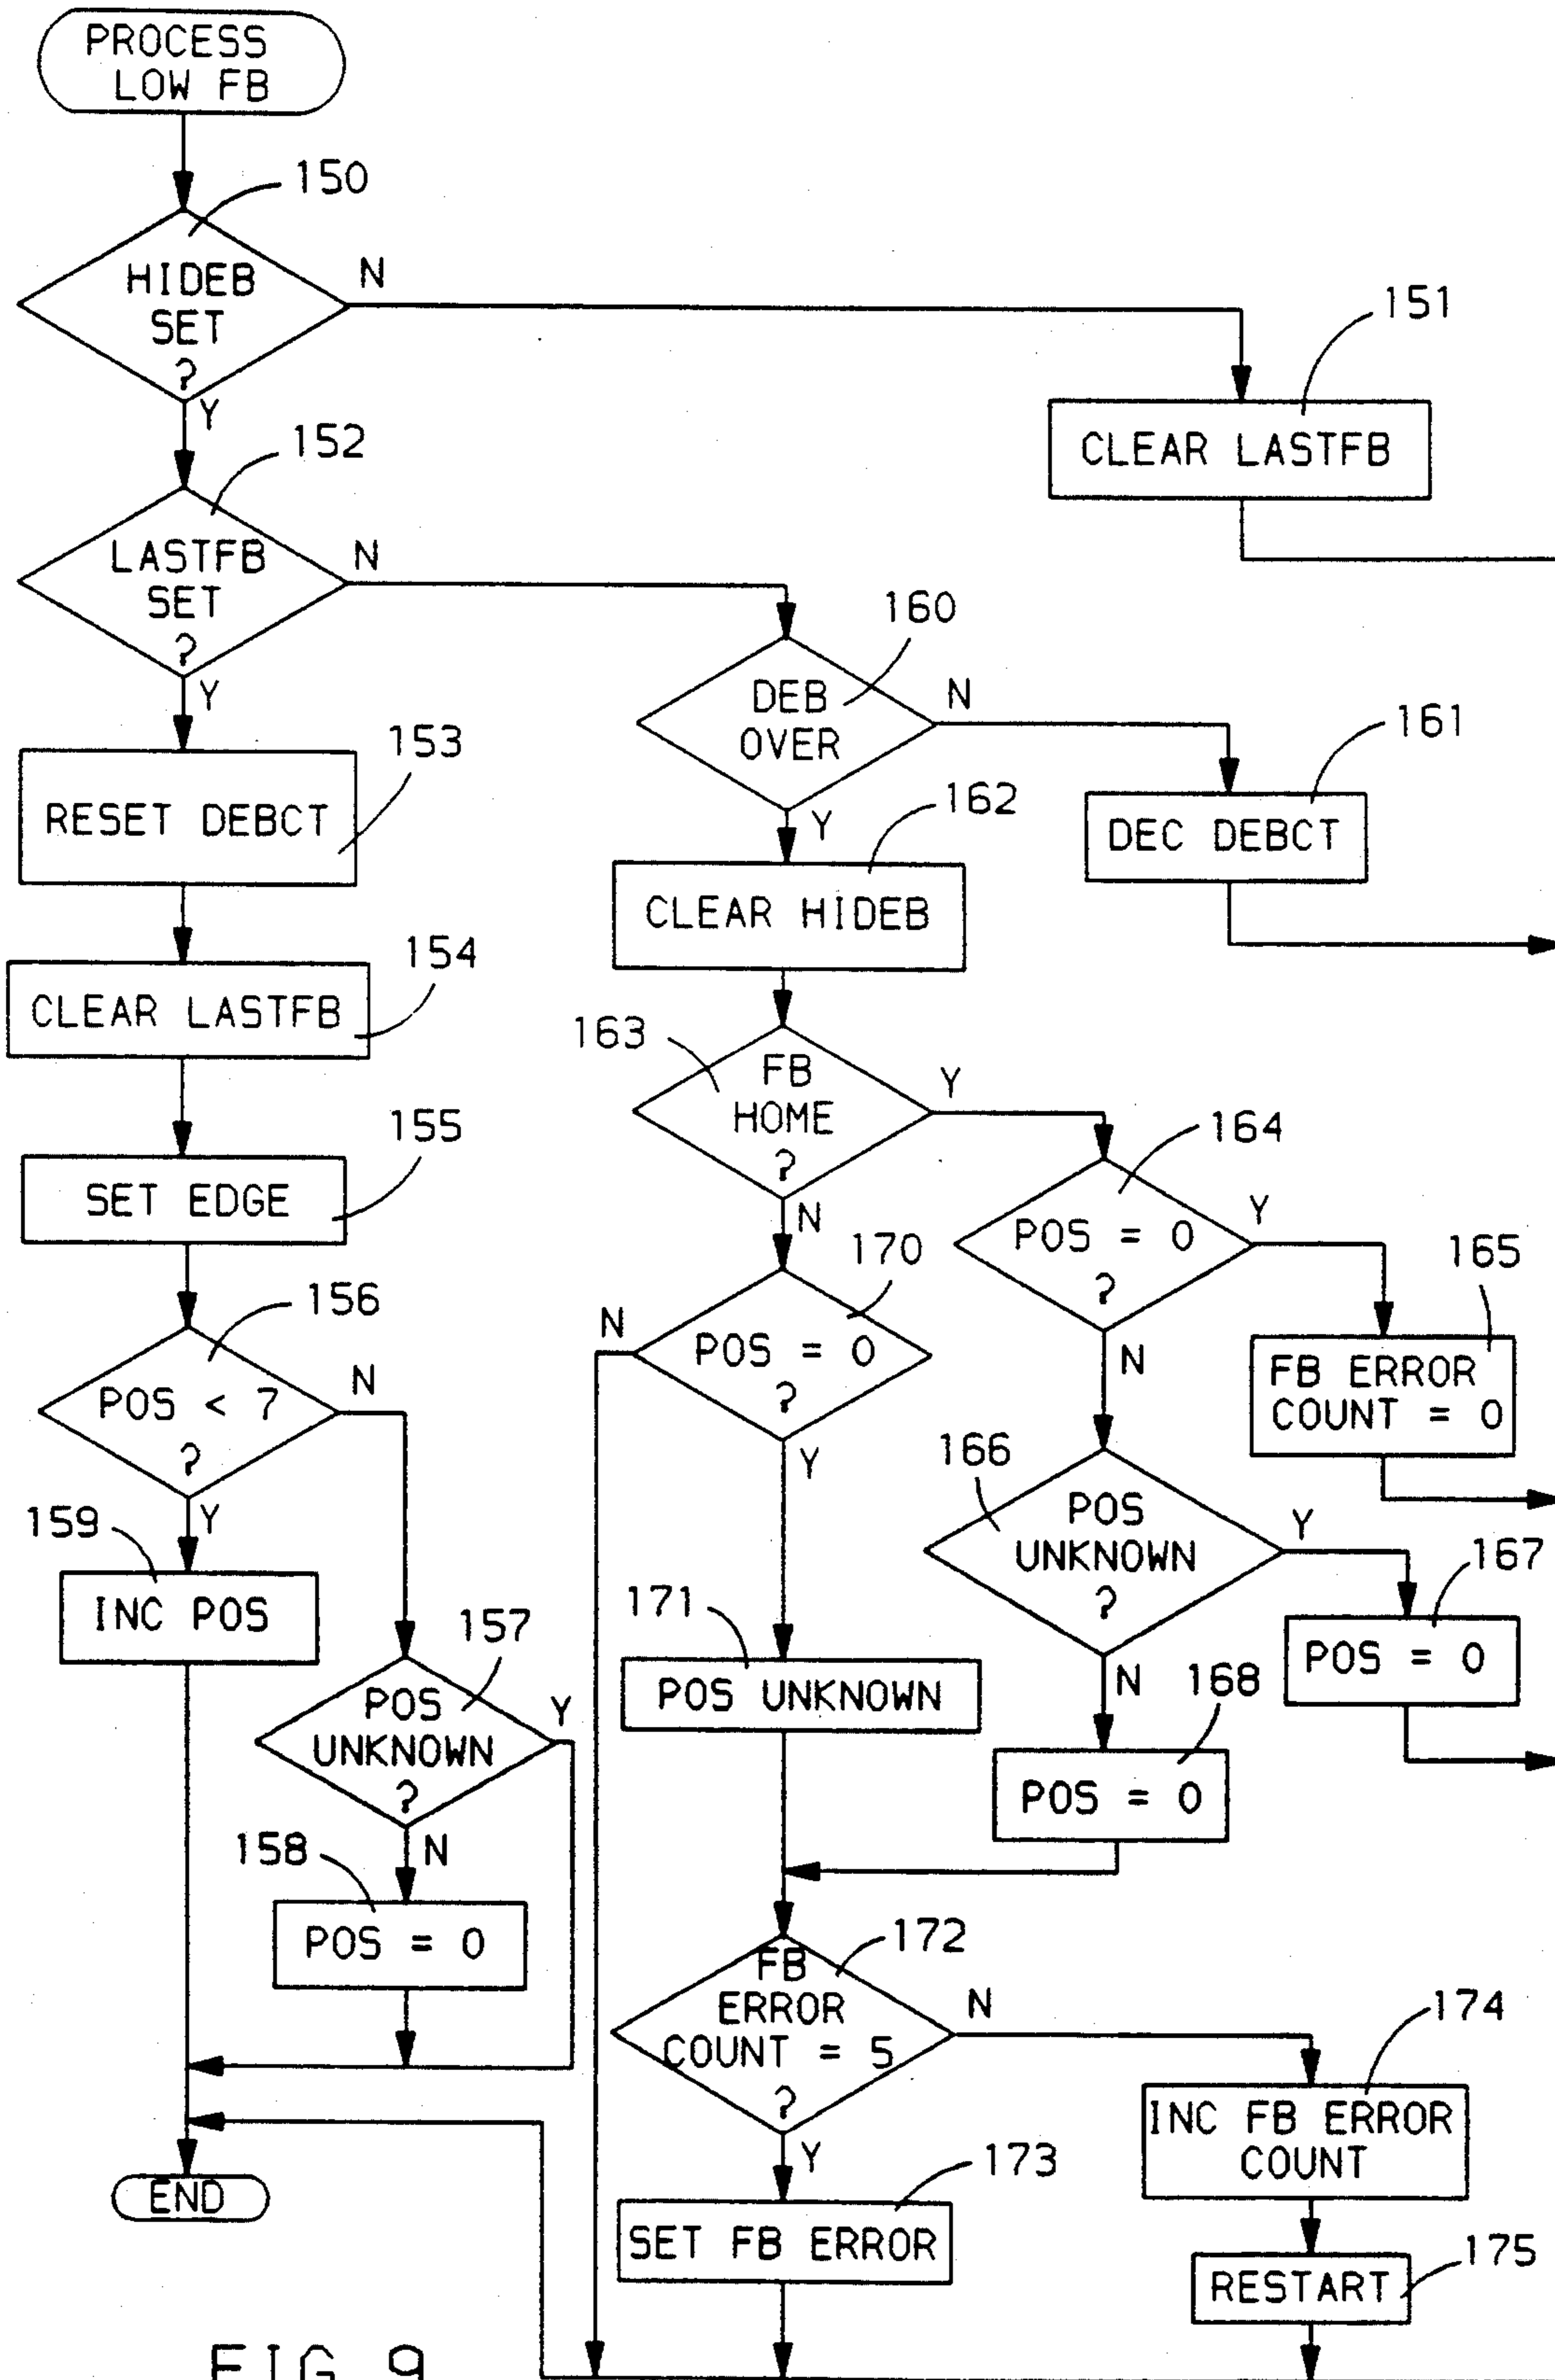 PROCESS
LOW FB
150
HIDEB
SET
?
N
Y
151
CLEAR LASTFB
152
LASTFB
SET
?
N
Y
160
DEB
OVER
N
Y
161
DEC DEBCT
153
RESET DEBCT
162
CLEAR HIDEB
154
CLEAR LASTFB
163
FB
HOME
?
Y
N
155
SET EDGE
164
POS = 0
?
Y
N
165
FB ERROR
COUNT = 0
156
POS < 7
?
N
Y
170
POS = 0
?
N
Y
166
POS
UNKNOWN
?
Y
N
167
POS = 0
159
INC POS
157
POS
UNKNOWN
?
Y
N
171
POS UNKNOWN
168
POS = 0
158
POS = 0
172
FB
ERROR
COUNT = 5
?
N
Y
174
INC FB ERROR
COUNT
END
173
SET FB ERROR
175
RESTART
FIG 9